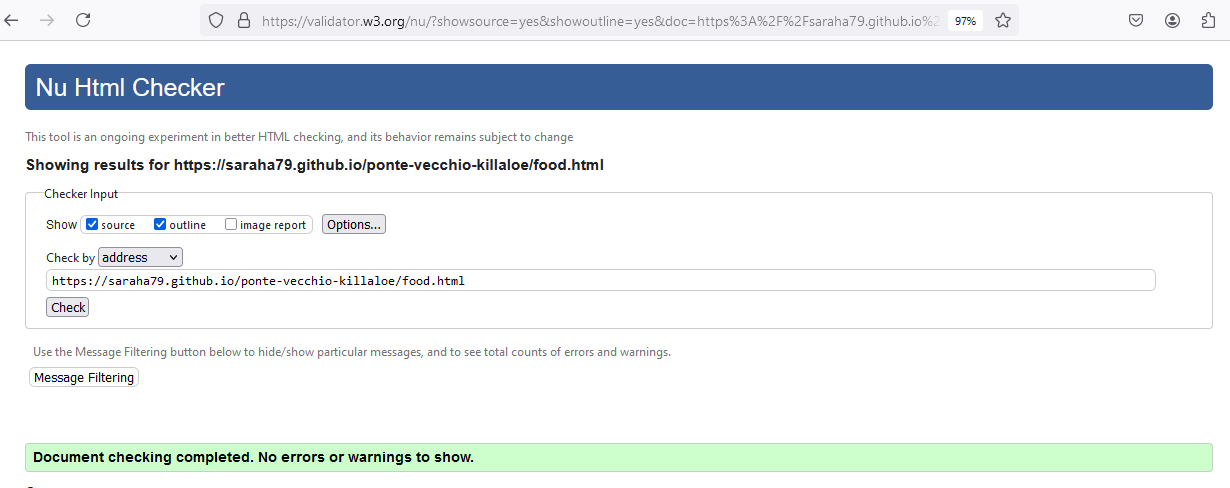 https://validator.w3.org/nu/?showsource=yes&showoutline=yes&doc=https%3A%2F%2Fsaraha79.github.io%2 97%
Nu Html Checker
This tool is an ongoing experiment in better HTML checking, and its behavior remains subject to change
Showing results for https://saraha79.github.io/ponte-vecchio-killaloe/food.html
Checker Input
Show source outline image report Options...
Check by address
https://saraha79.github.io/ponte-vecchio-killaloe/food.html
Check
Use the Message Filtering button below to hide/show particular messages, and to see total counts of errors and warnings.
Message Filtering
Document checking completed. No errors or warnings to show.